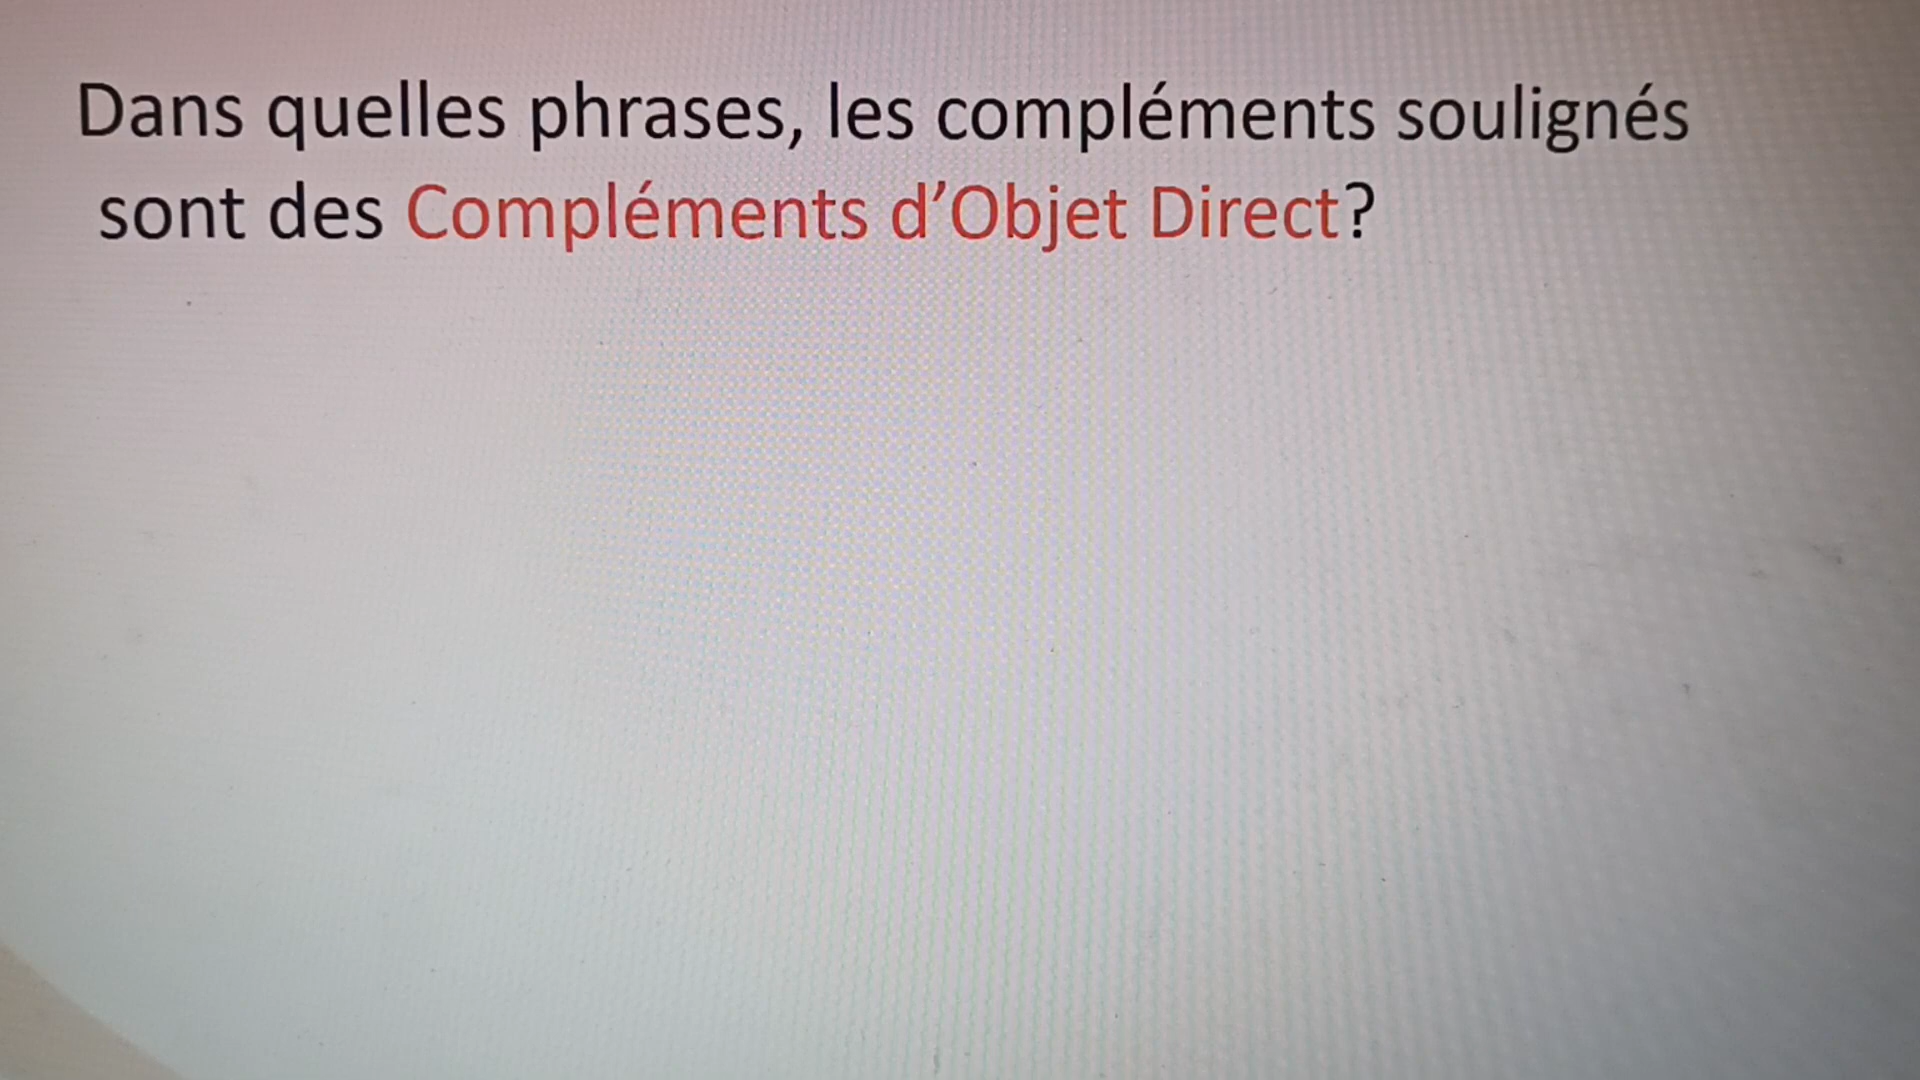 Dans quelles phrases, les compléments soulignés
sont des Compléments d’Objet Direct?